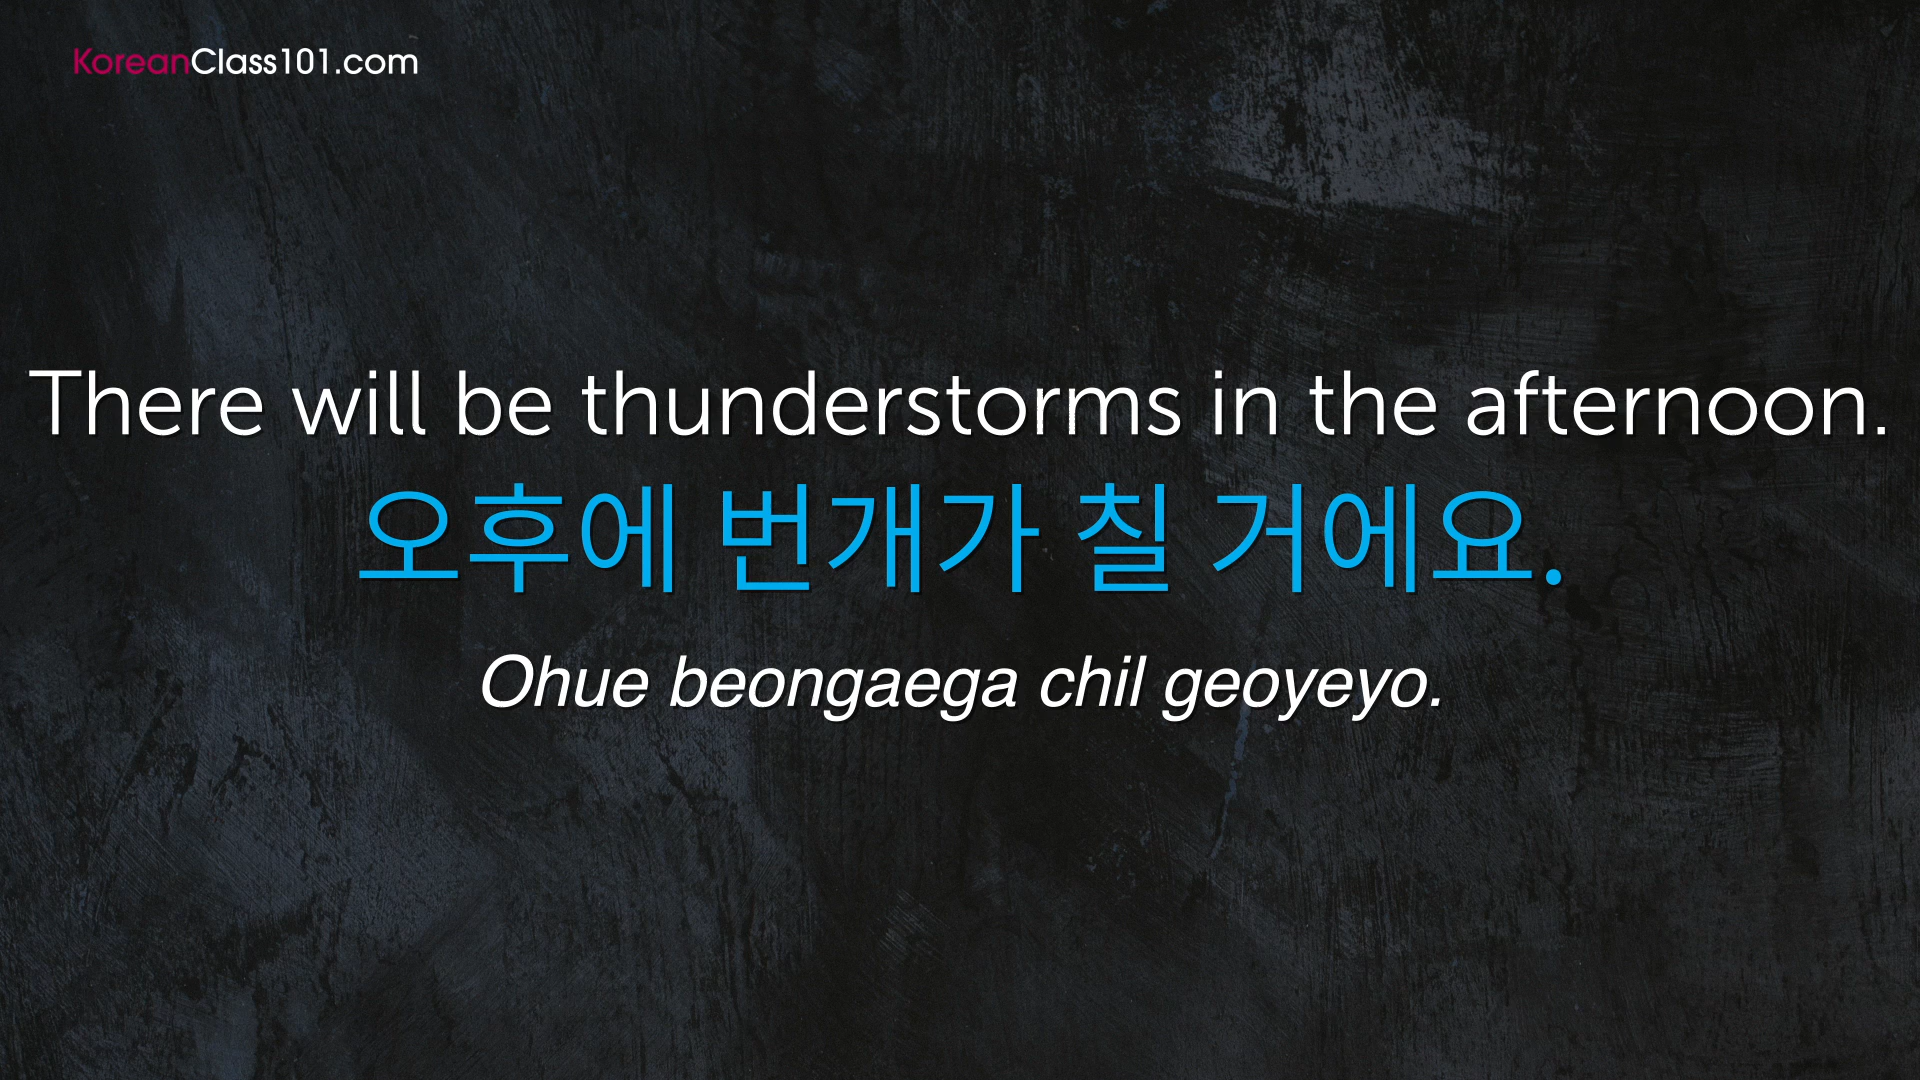 KoreanClass101.com
There will be thunderstorms in the afternoon.
오후에 번개가 칠 거에요.
Ohue beongaega chil geoyeyo.